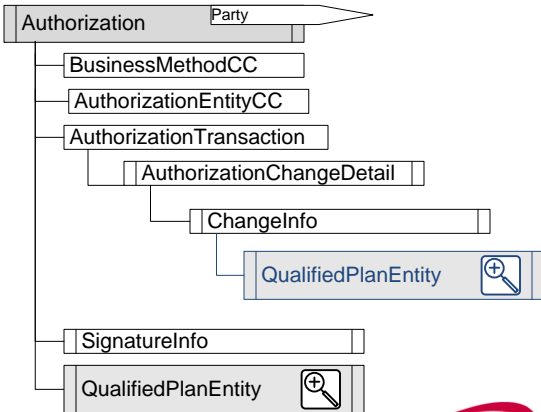 Authorization
Party
BusinessMethodCC
AuthorizationEntityCC
AuthorizationTransaction
AuthorizationChangeDetail
ChangeInfo
QualifiedPlanEntity
SignatureInfo
QualifiedPlanEntity